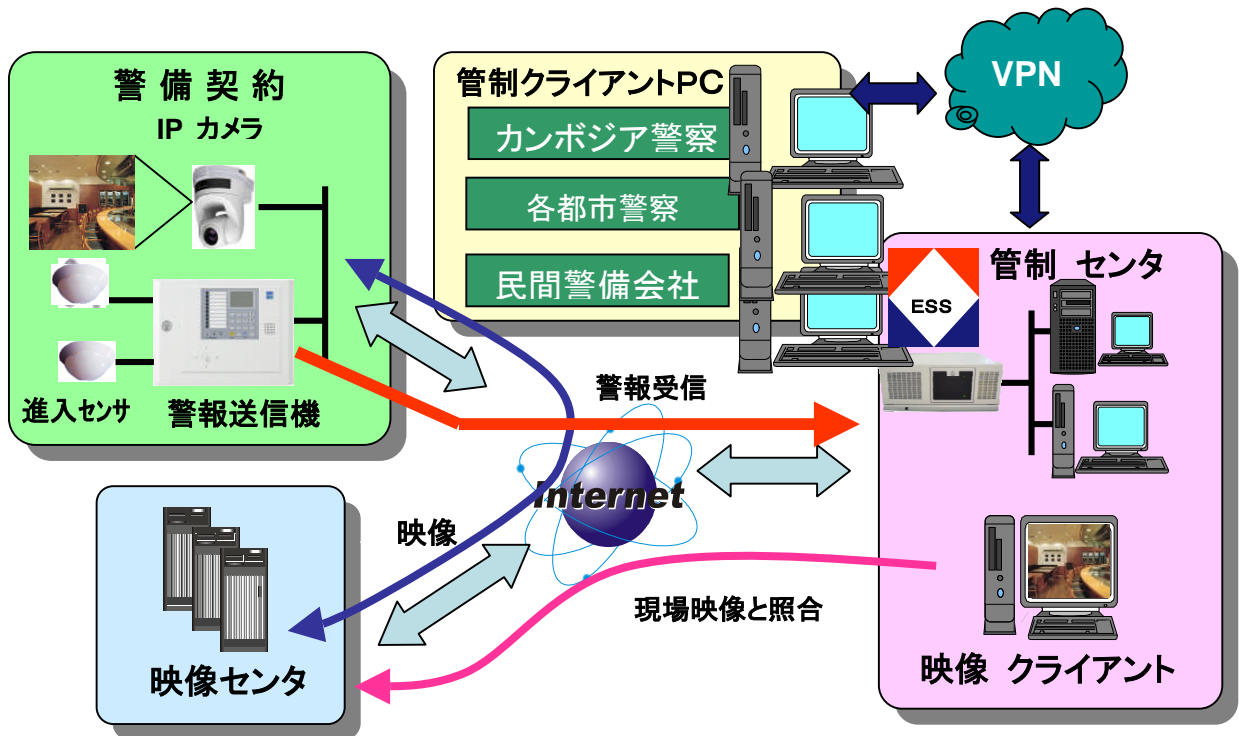 警 備 契 約
IP カメラ
進入センサ
警報送信機
管制クライアントPC
カンボジア警察
各都市警察
民間警備会社
VPN
管制 センタ
ESS
警報受信
Internet
映像
現場映像と照合
映像センタ
映像 クライアント